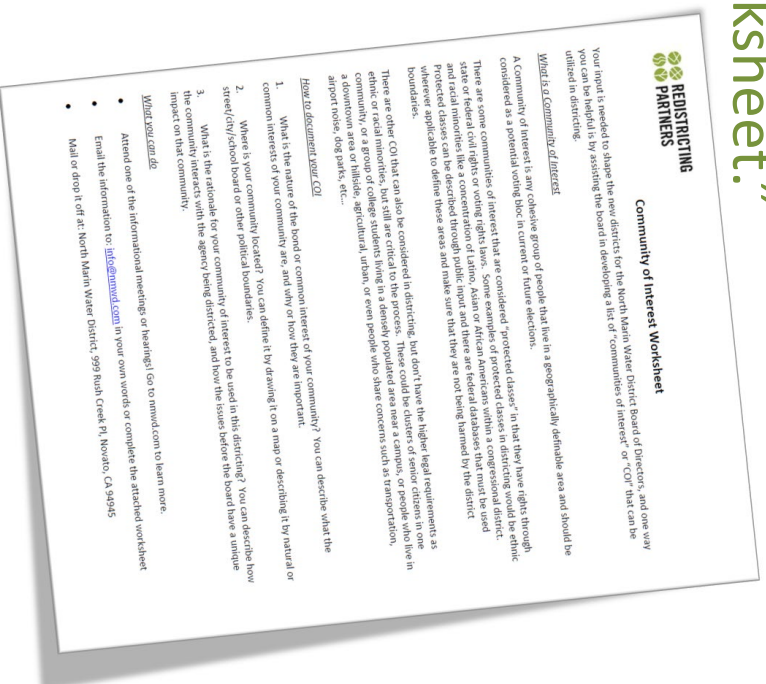 ksheet.”
REDISTRICTING
PARTNERS
Community of Interest Worksheet
Your input is needed to shape the new districts for the North Marin Water District Board of Directors, and one way
you can be helpful is by assisting the board in developing a list of "communities of interest" or "COI" that can be
utilized in districting.
What is a Community of Interest
A Community of Interest is any cohesive group of people that live in a geographically definable area and should be
considered as a potential voting bloc in current or future elections.
There are some communities of interest that are considered "protected classes" in that they have rights through
state or federal civil rights or voting rights laws. Some examples of protected classes in districting would be ethnic
and racial minorities like a concentration of Latino, Asian or African Americans within a congressional district.
Protected classes can be described through public input and there are federal databases that must be used
wherever applicable to define these areas and make sure that they are not being harmed by the district
boundaries.
There are other COI that can also be considered in districting, but don't have the higher legal requirements as
ethnic or racial minorities, but still are critical to the process. These could be clusters of senior citizens in one
community, or a group of college students living in a densely populated area near a campus, or people who live in
a downtown area or hillside, agricultural, urban, or even people who share concerns such as transportation,
airport noise, dog parks, etc...
How to document your COI
1. What is the nature of the bond or common interest of your community? You can describe what the
common interests of your community are, and why or how they are important.
2. Where is your community located? You can define it by drawing it on a map or describing it by natural or
street/city/school board or other political boundaries.
3. What is the rationale for your community of interest to be used in this districting? You can describe how
the community interacts with the agency being districted, and how the issues before the board have a unique
impact on that community.
What you can do
• Attend one of the informational meetings or hearings! Go to nmwd.com to learn more.
• Email the information to: info@nmwd.com in your own words or complete the attached worksheet
• Mail or drop it off at: North Marin Water District, 999 Rush Creek Pl, Novato, CA 94945